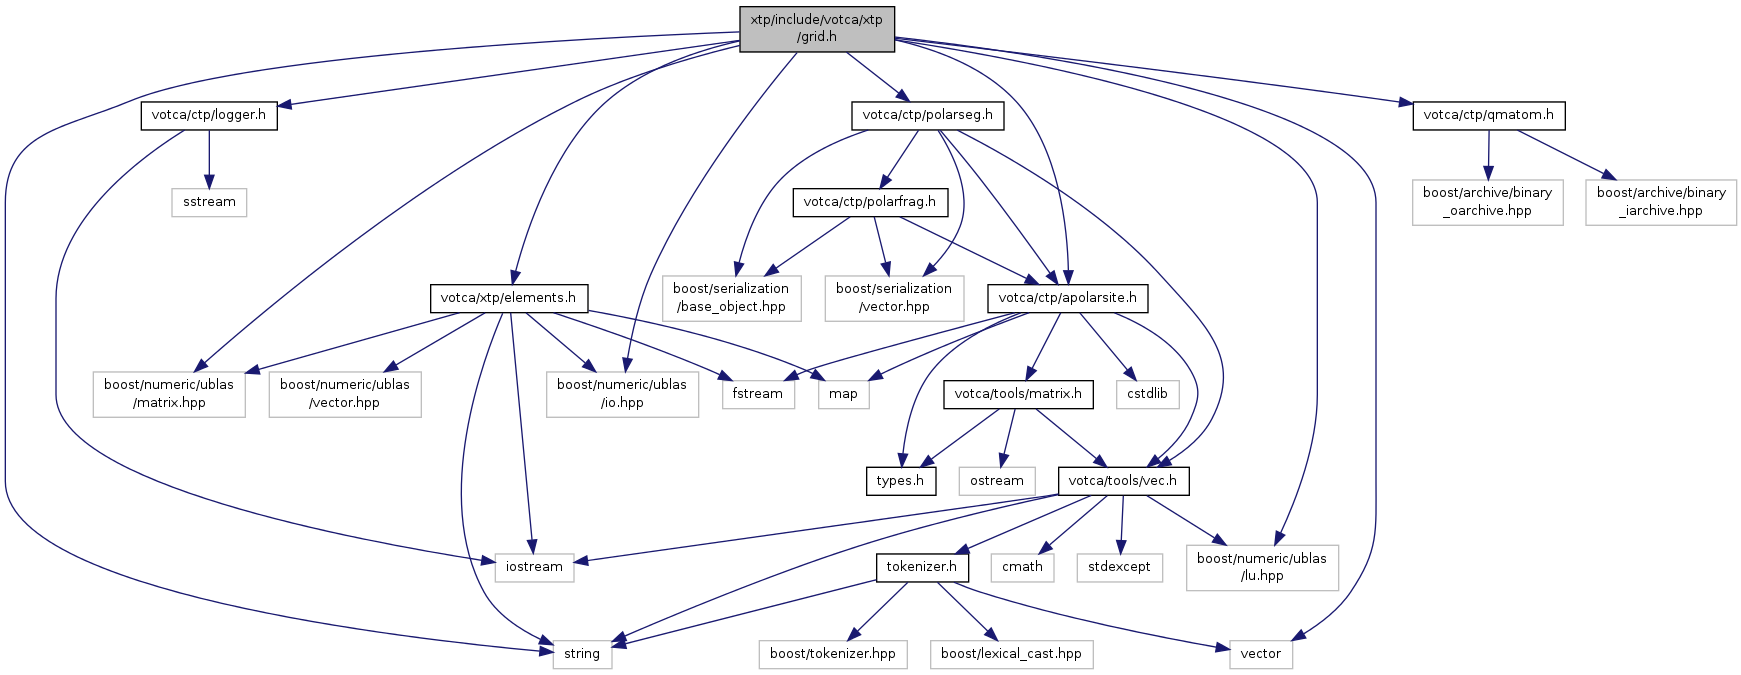 xtp/include/votca/xtp
/grid.h
votca/ctp/logger.h
votca/ctp/polarseg.h
votca/ctp/qmatom.h
sstream
votca/ctp/polarfrag.h
boost/archive/binary
_oarchive.hpp
boost/archive/binary
_iarchive.hpp
votca/xtp/elements.h
boost/serialization
/base_object.hpp
boost/serialization
/vector.hpp
votca/ctp/apolarsite.h
boost/numeric/ublas
/matrix.hpp
boost/numeric/ublas
/vector.hpp
boost/numeric/ublas
/io.hpp
fstream
map
votca/tools/matrix.h
cstdlib
types.h
ostream
votca/tools/vec.h
iostream
tokenizer.h
cmath
stdexcept
boost/numeric/ublas
/lu.hpp
string
boost/tokenizer.hpp
boost/lexical_cast.hpp
vector